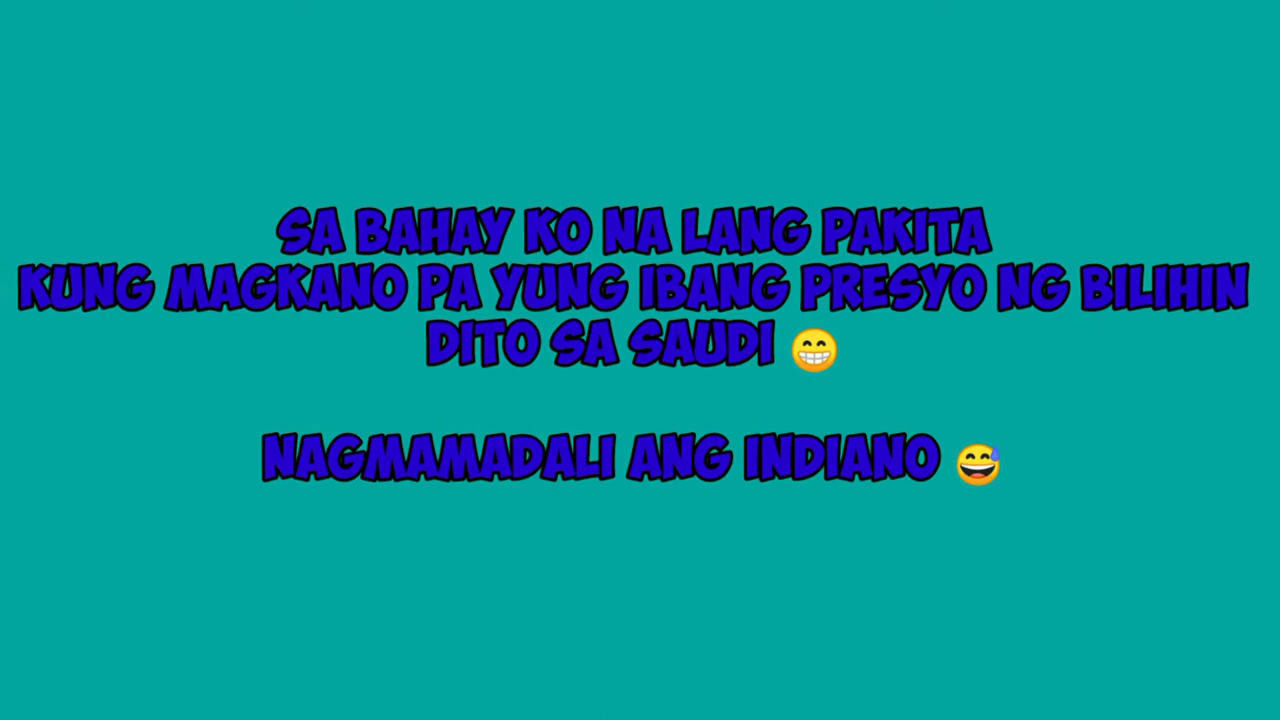 SA BAHAY KO NA LANG PAKITA
KUNG MAGKANO PA YUNG IBANG PRESYO NG BILIHIN
DITO SA SAUDI 😁
NAGMAMADALI ANG INDIANO 😅